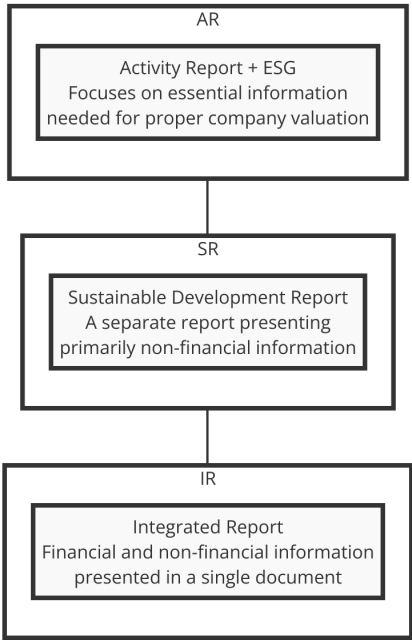 AR
Activity Report + ESG
Focuses on essential information
needed for proper company valuation
SR
Sustainable Development Report
A separate report presenting
primarily non-financial information
IR
Integrated Report
Financial and non-financial information
presented in a single document